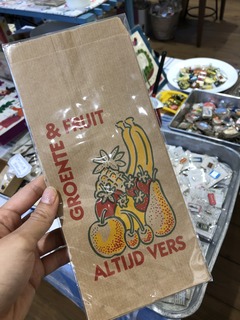 GROENTE & FRUIT
ALTIJD VERS